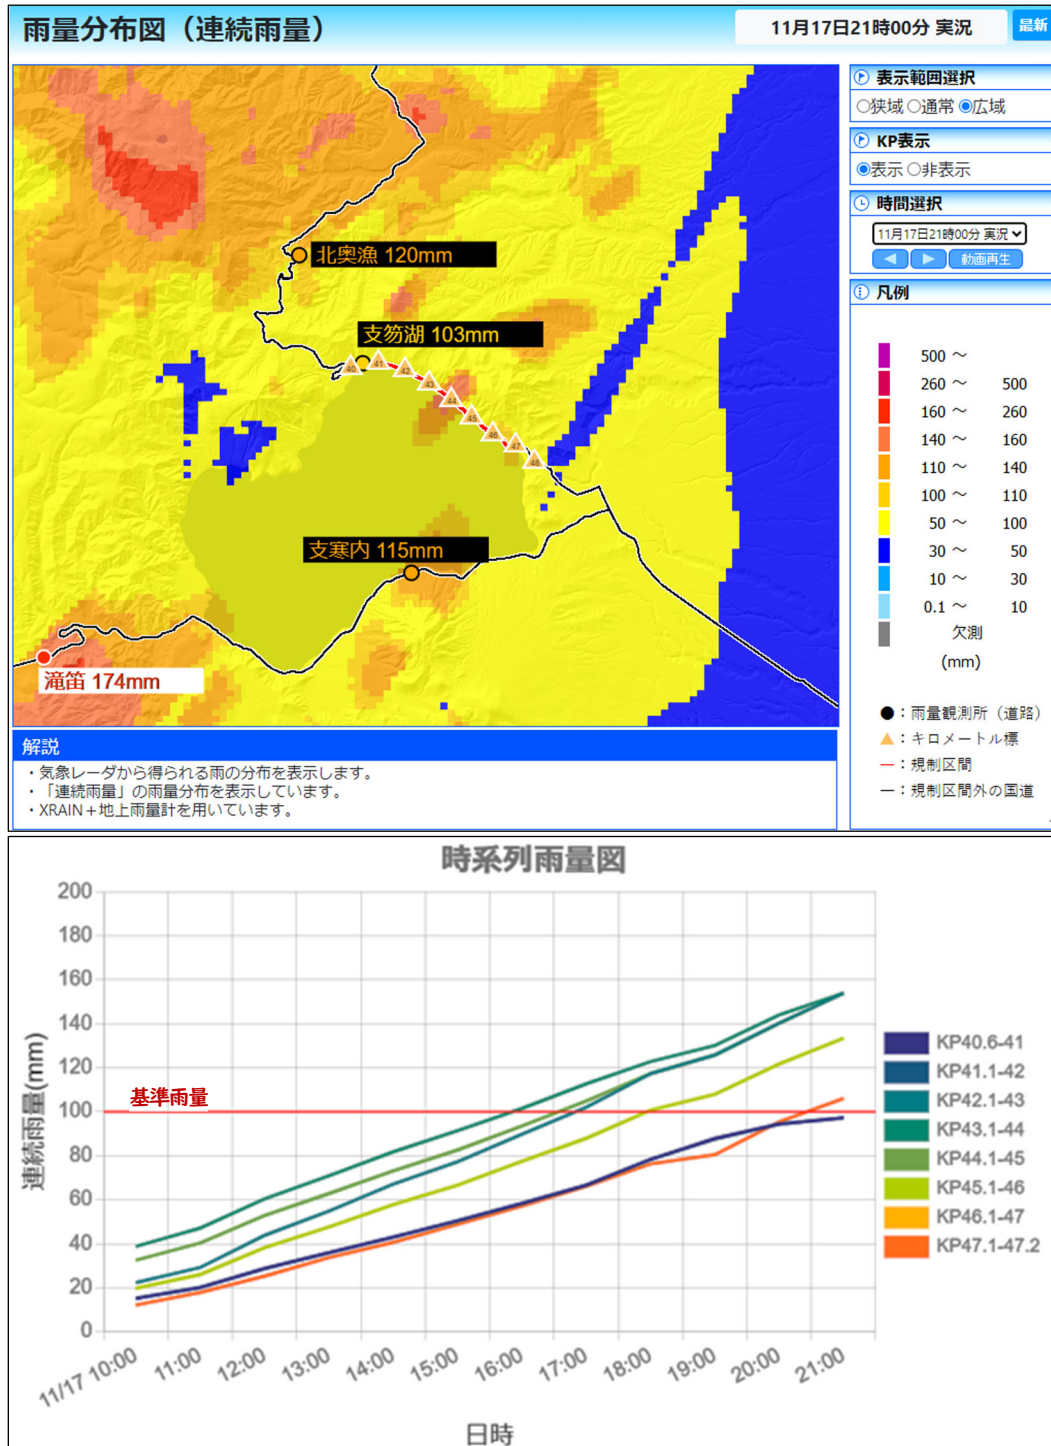 雨量分布図（連続雨量）
11月17日21時00分 実況
最新
表示範囲選択
狭域 通常 広域
KP表示
表示 非表示
時間選択
11月17日21時00分 実況
動画再生
凡例
500 ～
260 ～ 500
160 ～ 260
140 ～ 160
110 ～ 140
100 ～ 110
50 ～ 100
30 ～ 50
10 ～ 30
0.1 ～ 10
欠測
(mm)
●：雨量観測所（道路）
▲：キロメートル標
―：規制区間
―：規制区間外の国道
北奥漁 120mm
支笏湖 103mm
40
41
42
43
44
45
46
47
48
支寒内 115mm
滝笛 174mm
解説
・気象レーダから得られる雨の分布を表示します。
・「連続雨量」の雨量分布を表示しています。
・XRAIN＋地上雨量計を用いています。
時系列雨量図
連続雨量(mm)
200
180
160
140
120
100
80
60
40
20
0
基準雨量
11/17 10:00
11:00
12:00
13:00
14:00
15:00
16:00
17:00
18:00
19:00
20:00
21:00
日時
KP40.6-41
KP41.1-42
KP42.1-43
KP43.1-44
KP44.1-45
KP45.1-46
KP46.1-47
KP47.1-47.2